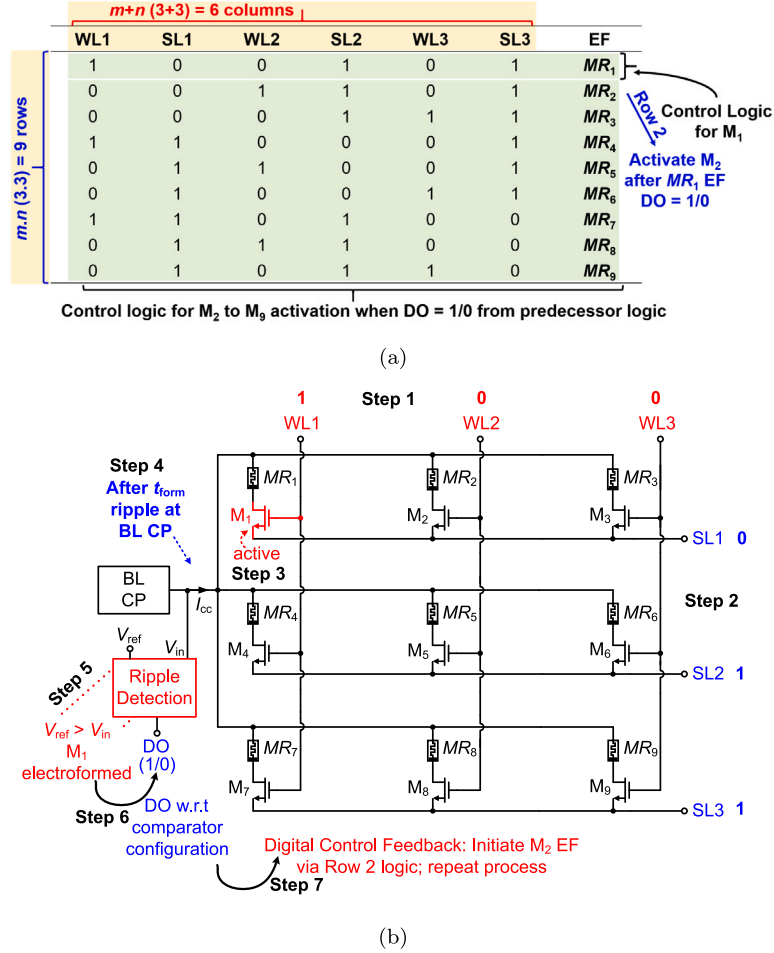 m+n (3+3) = 6 columns
WL1 SL1 WL2 SL2 WL3 SL3 EF
m.n (3.3) = 9 rows
1 0 0 1 0 1 MR1
0 0 1 1 0 1 MR2
0 0 0 1 1 1 MR3
1 1 0 0 0 1 MR4
0 1 1 0 0 1 MR5
0 1 0 0 1 1 MR6
1 1 0 1 0 0 MR7
0 1 1 1 0 0 MR8
0 1 0 1 1 0 MR9
Control Logic
for M1
Row 2
Activate M2
after MR1 EF
DO = 1/0
Control logic for M2 to M9 activation when DO = 1/0 from predecessor logic
(a)
1 Step 1 0 0
WL1 WL2 WL3
Step 4
After tform
ripple at
BL CP
MR1 MR2 MR3
M1 M2 M3
active
Step 3
SL1 0
BL
CP
Icc
Step 2
MR4 MR5 MR6
M4 M5 M6
SL2 1
Vref Vin
Step 5
Ripple
Detection
Vref > Vin
M1
electroformed
DO
(1/0)
Step 6
MR7 MR8 MR9
M7 M8 M9
SL3 1
DO w.r.t
comparator
configuration
Digital Control Feedback: Initiate M2 EF
via Row 2 logic; repeat process
Step 7
(b)